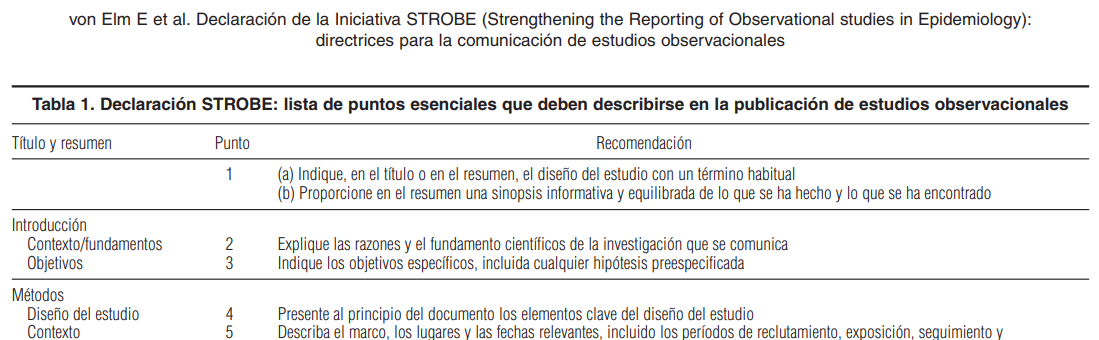 von Elm E et al. Declaración de la Iniciativa STROBE (Strengthening the Reporting of Observational studies in Epidemiology):
directrices para la comunicación de estudios observacionales
Tabla 1. Declaración STROBE: lista de puntos esenciales que deben describirse en la publicación de estudios observacionales
Título y resumen Punto Recomendación
1 (a) Indique, en el título o en el resumen, el diseño del estudio con un término habitual
(b) Proporcione en el resumen una sinopsis informativa y equilibrada de lo que se ha hecho y lo que se ha encontrado
Introducción
Contexto/fundamentos 2 Explique las razones y el fundamento científicos de la investigación que se comunica
Objetivos 3 Indique los objetivos específicos, incluida cualquier hipótesis preespecificada
Métodos
Diseño del estudio 4 Presente al principio del documento los elementos clave del diseño del estudio
Contexto 5 Describa el marco, los lugares y las fechas relevantes, incluido los períodos de reclutamiento, exposición, seguimiento y